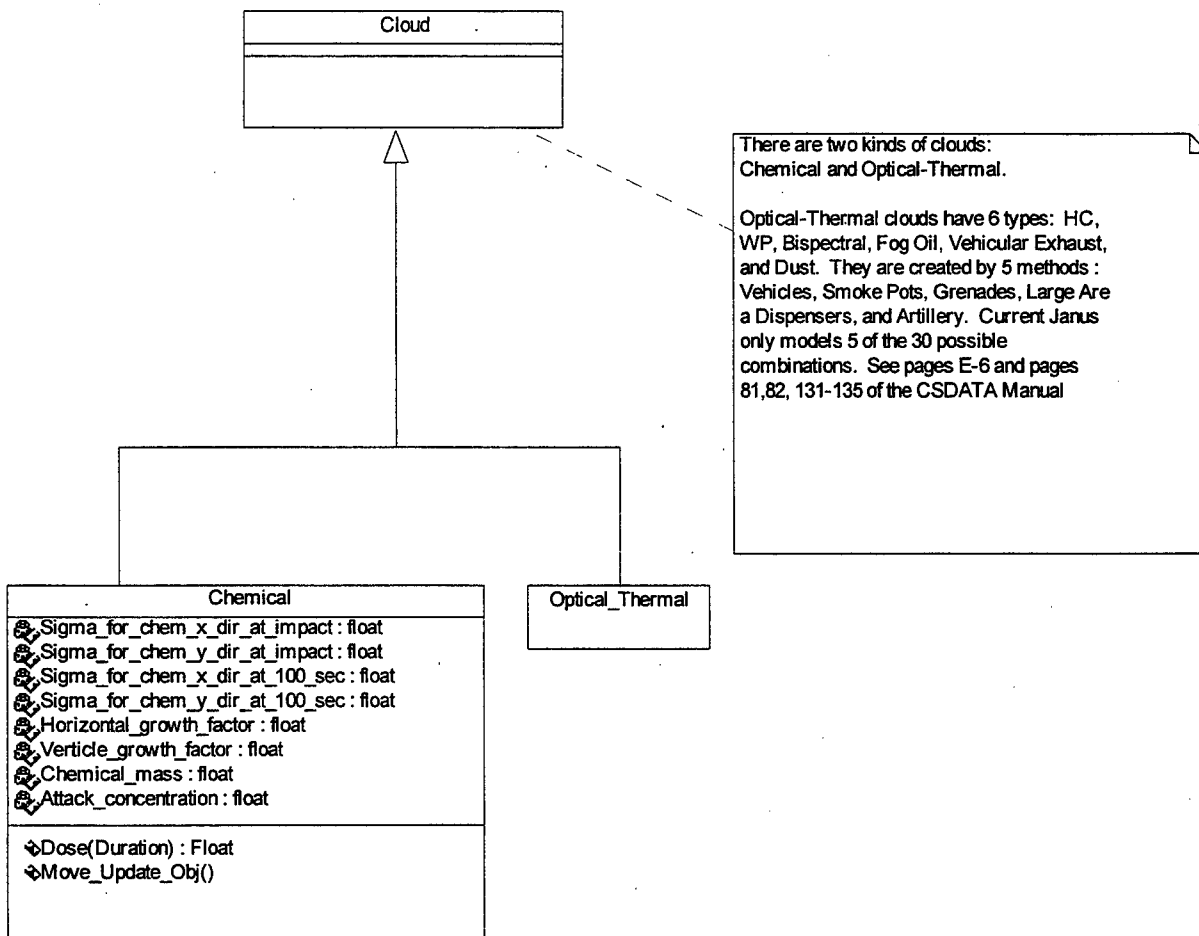 Cloud
There are two kinds of clouds:
Chemical and Optical-Thermal.
Optical-Thermal clouds have 6 types: HC,
WP, Bispectral, Fog Oil, Vehicular Exhaust,
and Dust. They are created by 5 methods :
Vehicles, Smoke Pots, Grenades, Large Are
a Dispensers, and Artillery. Current Janus
only models 5 of the 30 possible
combinations. See pages E-6 and pages
81,82, 131-135 of the CSDATA Manual
Chemical
Sigma_for_chem_x_dir_at_impact : float
Sigma_for_chem_y_dir_at_impact : float
Sigma_for_chem_x_dir_at_100_sec : float
Sigma_for_chem_y_dir_at_100_sec : float
Horizontal_growth_factor : float
Verticle_growth_factor : float
Chemical_mass : float
Attack_concentration : float
Dose(Duration) : Float
Move_Update_Obj()
Optical_Thermal